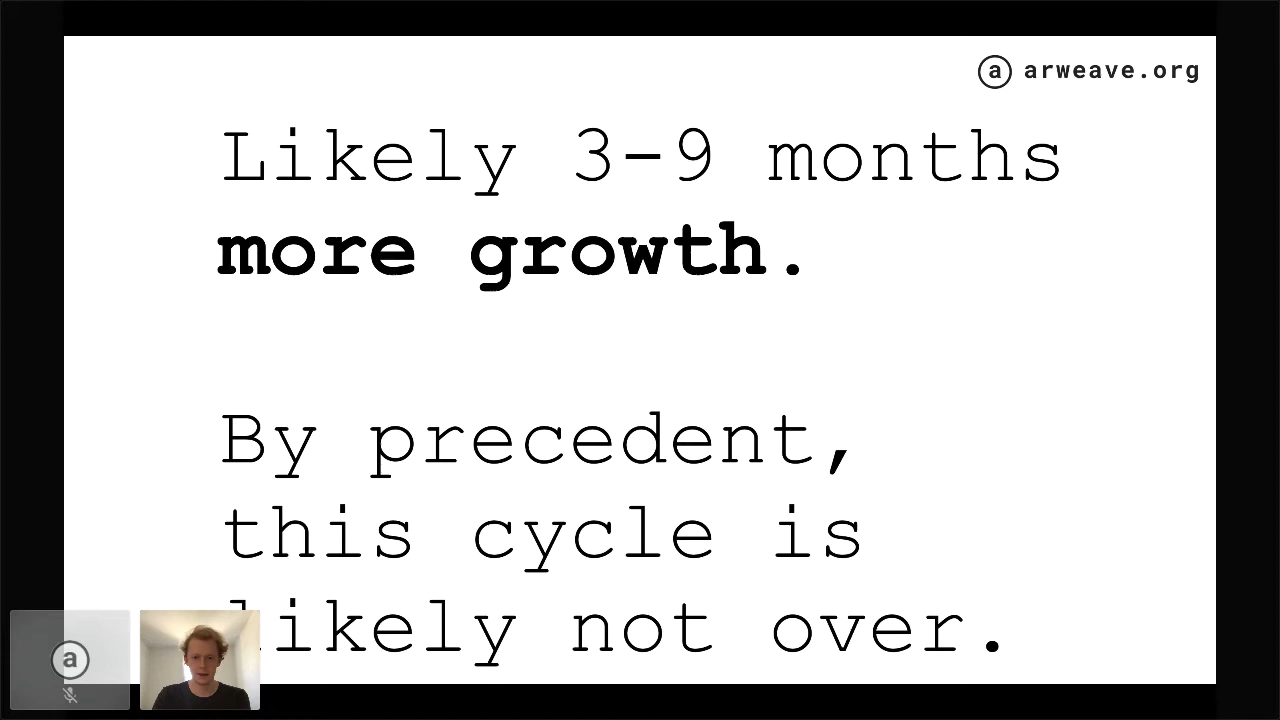 a arweave.org
Likely 3-9 months
more growth.
By precedent,
this cycle is
likely not over.
a